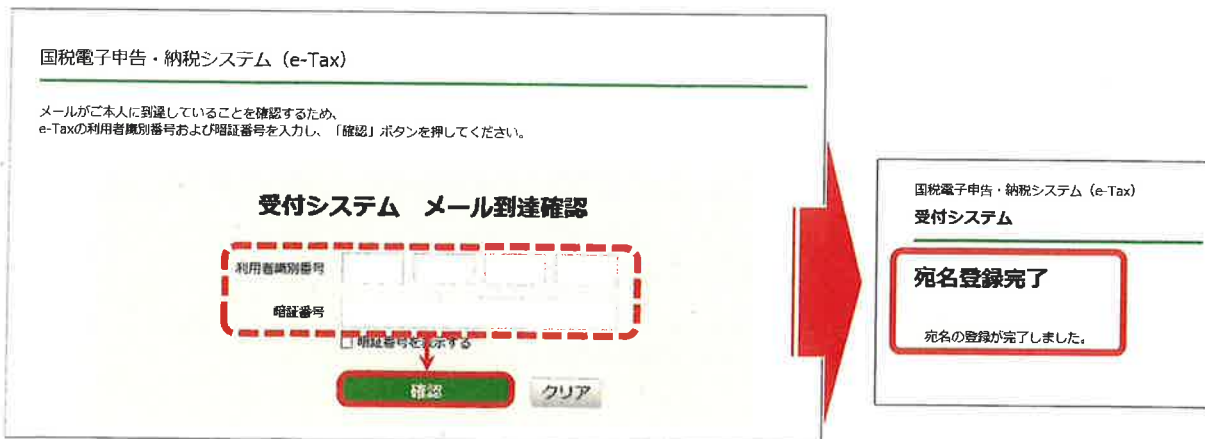 国税電子申告・納税システム（e-Tax）
メールがご本人に到達していることを確認するため、
e-Taxの利用者識別番号および暗証番号を入力し、「確認」ボタンを押してください。
受付システム　メール到達確認
利用者識別番号
暗証番号
暗証番号を表示する
確認
クリア
国税電子申告・納税システム（e-Tax）
受付システム
宛名登録完了
宛名の登録が完了しました。